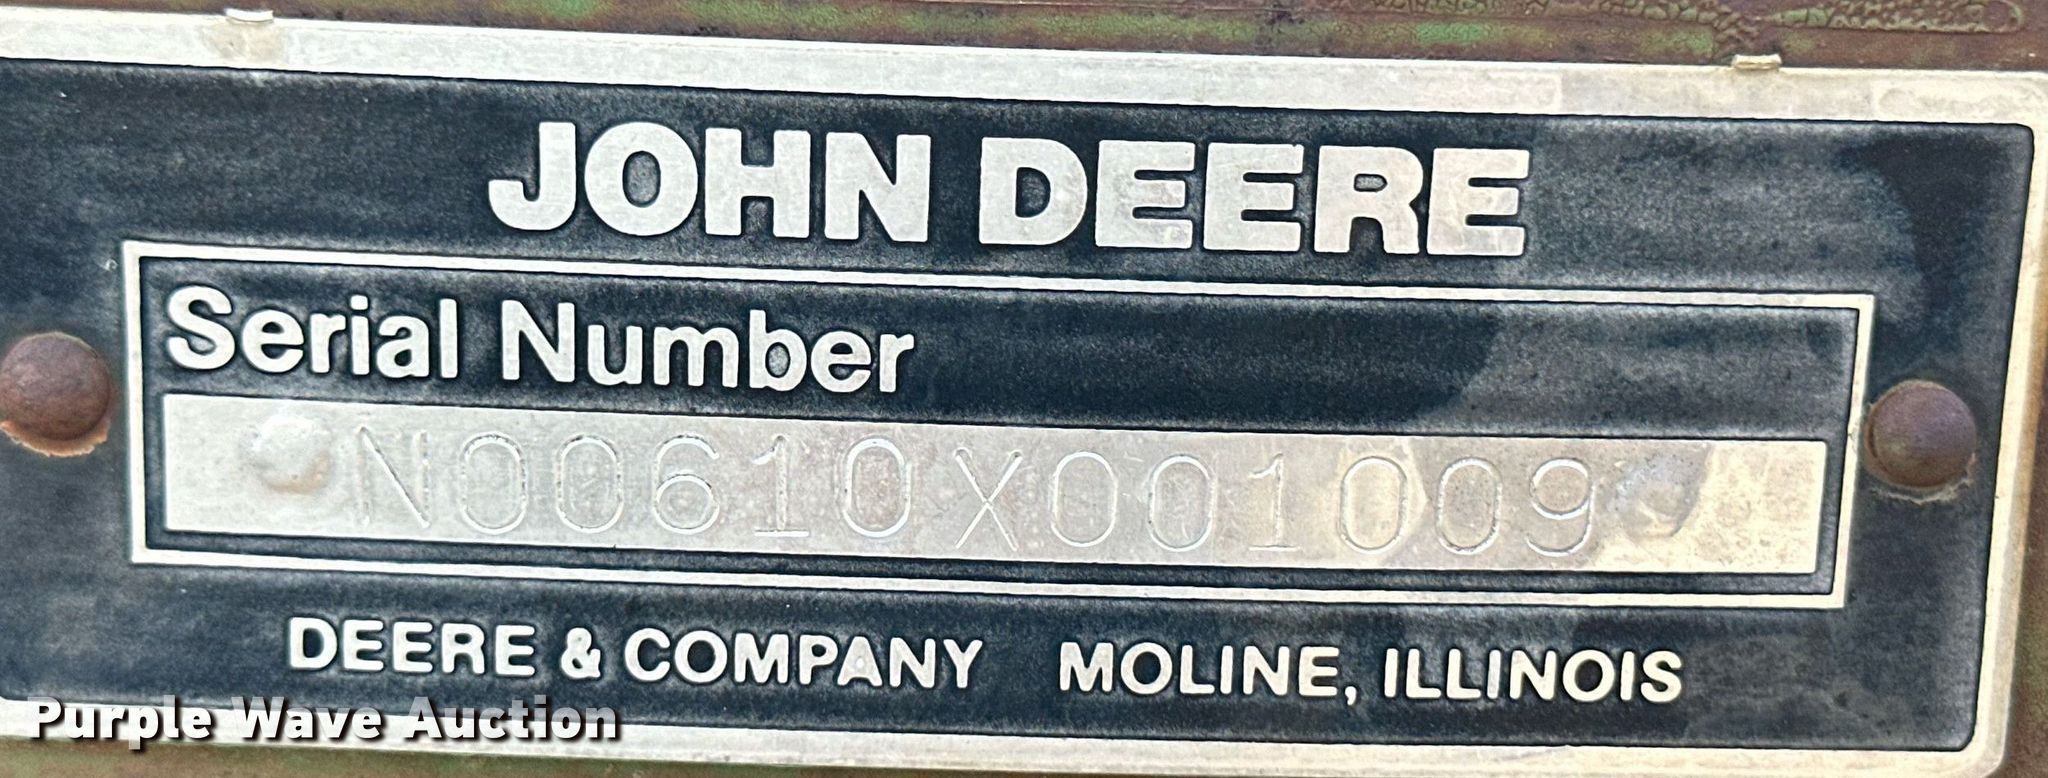 JOHN DEERE
Serial Number
N00610X001009
DEERE & COMPANY MOLINE, ILLINOIS
Purple Wave Auction